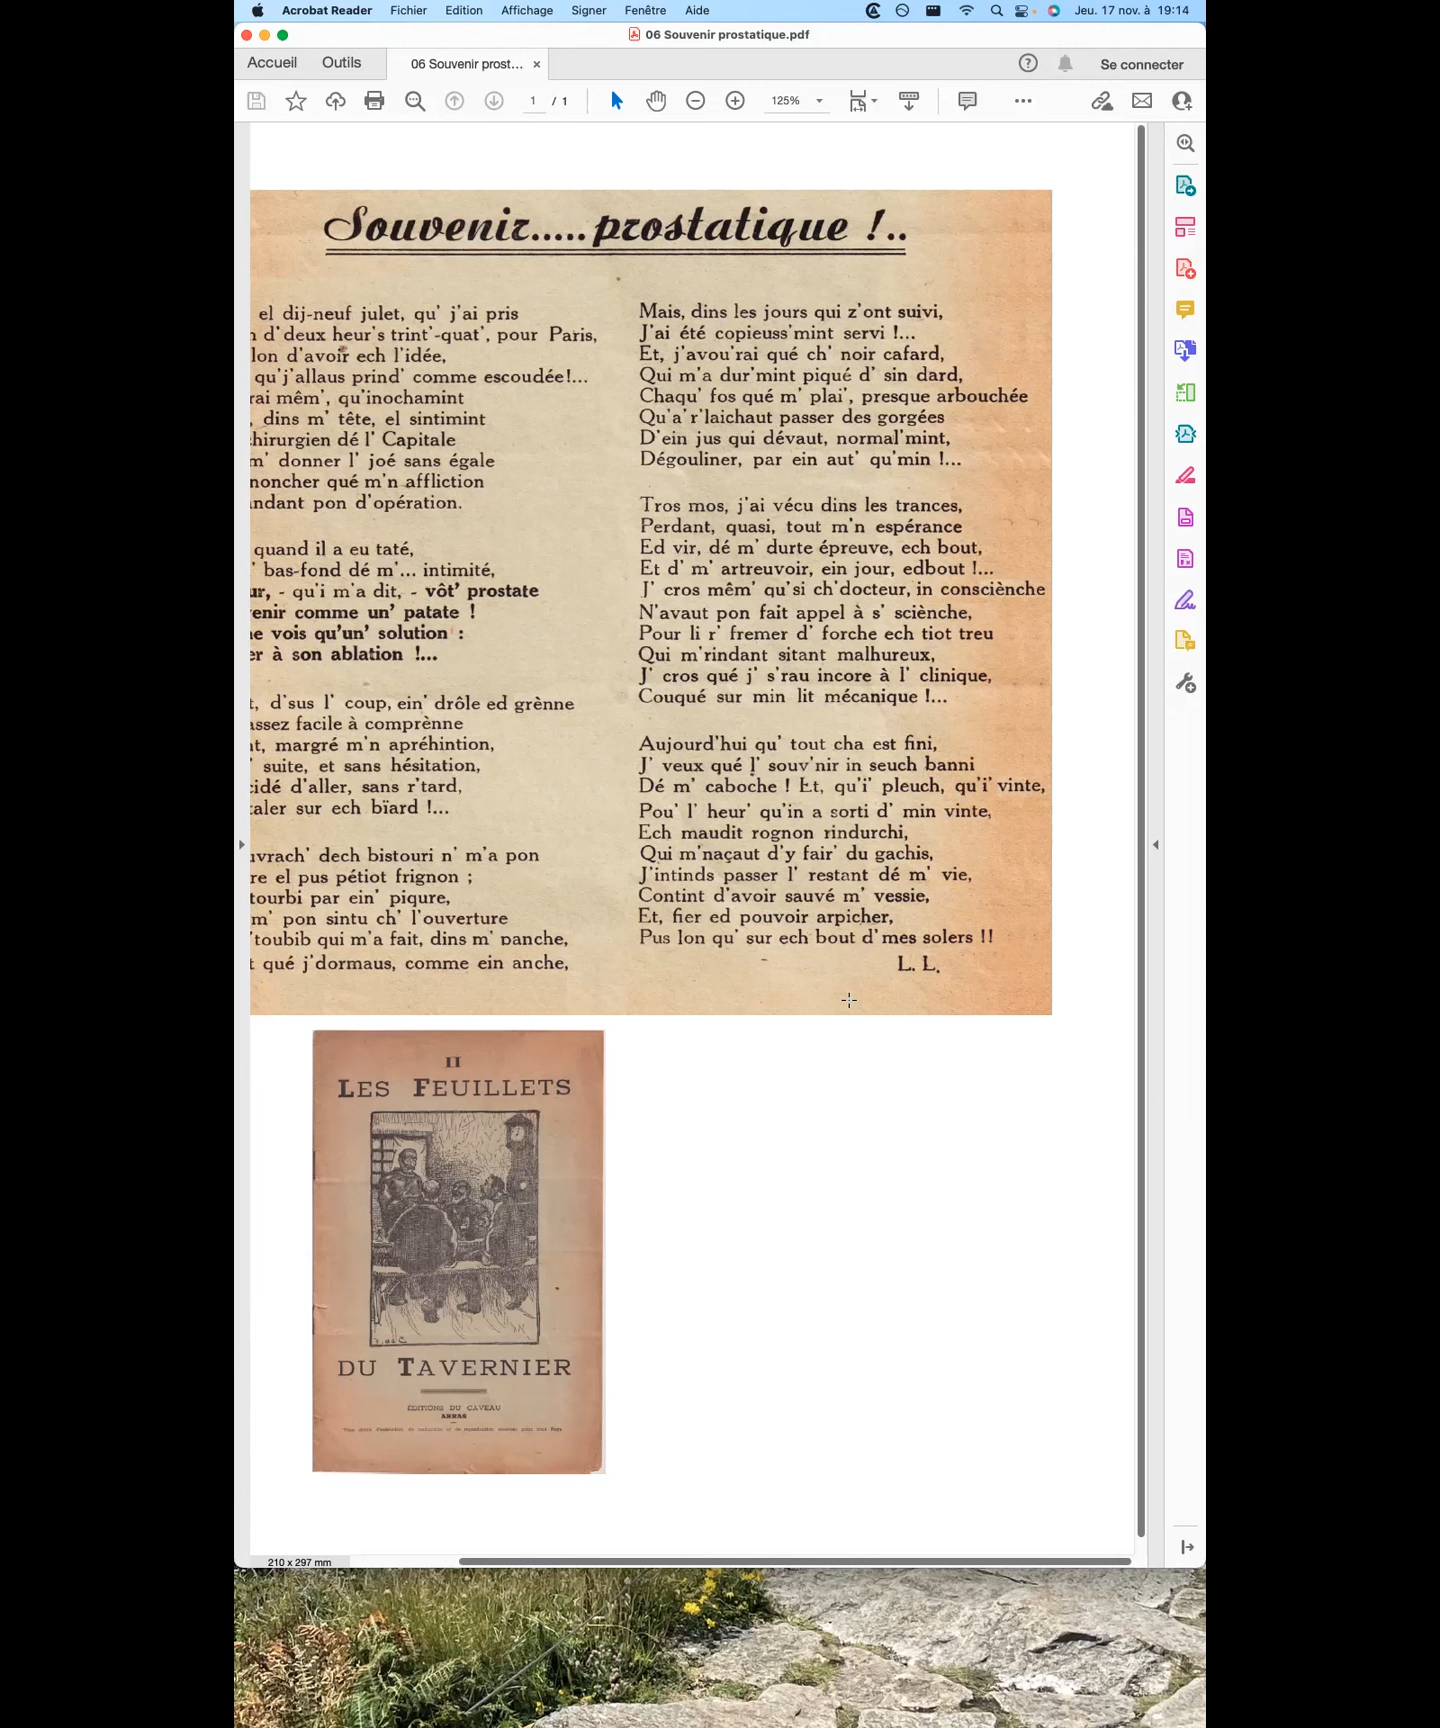 Acrobat Reader Fichier Edition Affichage Signer Fenêtre Aide Jeu. 17 nov. à 19:14
06 Souvenir prostatique.pdf
Accueil Outils 06 Souvenir prost... × Se connecter
1 / 1 125%
Souvenir.....prostatique !..
el dij-neuf julet, qu' j'ai pris
d'deux heur's trint'-quat', pour Paris,
lon d'avoir ech l'idée,
qu'j'allaus prind' comme escoudée!...
mêm', qu'inochamint
dins m' tête, el sintimint
chirurgien dé l' Capitale
m' donner l' joé sans égale
noncher qué m'n affliction
pon d'opération.
quand il a eu taté,
bas-fond dé m'... intimité,
- qu'i m'a dit, - vôt' prostate
venir comme un' patate !
vois qu'un' solution :
à son ablation !...
d'sus l' coup, ein' drôle ed grènne
assez facile à comprènne
margré m'n apréhintion,
suite, et sans hésitation,
d'aller, sans r'tard,
sur ech bïard !...
dech bistouri n' m'a pon
el pus pétiot frignon ;
par ein' piqure,
m' pon sintu ch' l'ouverture
toubib qui m'a fait, dins m' panche,
qué j'dormaus, comme ein anche,
Mais, dins les jours qui z'ont suivi,
J'ai été copieuss'mint servi !...
Et, j'avou'rai qué ch' noir cafard,
Qui m'a dur'mint piqué d' sin dard,
Chaqu' fos qué m' plai', presque arbouchée
Qu'a' r'laichaut passer des gorgées
D'ein jus qui dévaut, normal'mint,
Dégouliner, par ein aut' qu'min !...
Tros mos, j'ai vécu dins les trances,
Perdant, quasi, tout m'n espérance
Ed vir, dé m' durte épreuve, ech bout,
Et d' m' artreuvoir, ein jour, edbout !...
J' cros mêm' qu'si ch'docteur, in consciènche
N'avaut pon fait appel à s' sciènche,
Pour li r' fremer d' forche ech tiot treu
Qui m'rindant sitant malhureux,
J' cros qué j' s'rau incore à l' clinique,
Couqué sur min lit mécanique !...
Aujourd'hui qu' tout cha est fini,
J' veux qué l' souv'nir in seuch banni
Dé m' caboche ! Et, qu'i' pleuch, qu'i' vinte,
Pou' l' heur' qu'in a sorti d' min vinte,
Ech maudit rognon rindurchi,
Qui m'naçaut d'y fair' du gachis,
J'intinds passer l' restant dé m' vie,
Contint d'avoir sauvé m' vessie,
Et, fier ed pouvoir arpicher,
Pus lon qu' sur ech bout d'mes solers !!
L. L.
II
LES FEUILLETS
DU TAVERNIER
ÉDITIONS DU CAVEAU
ARRAS
210 x 297 mm